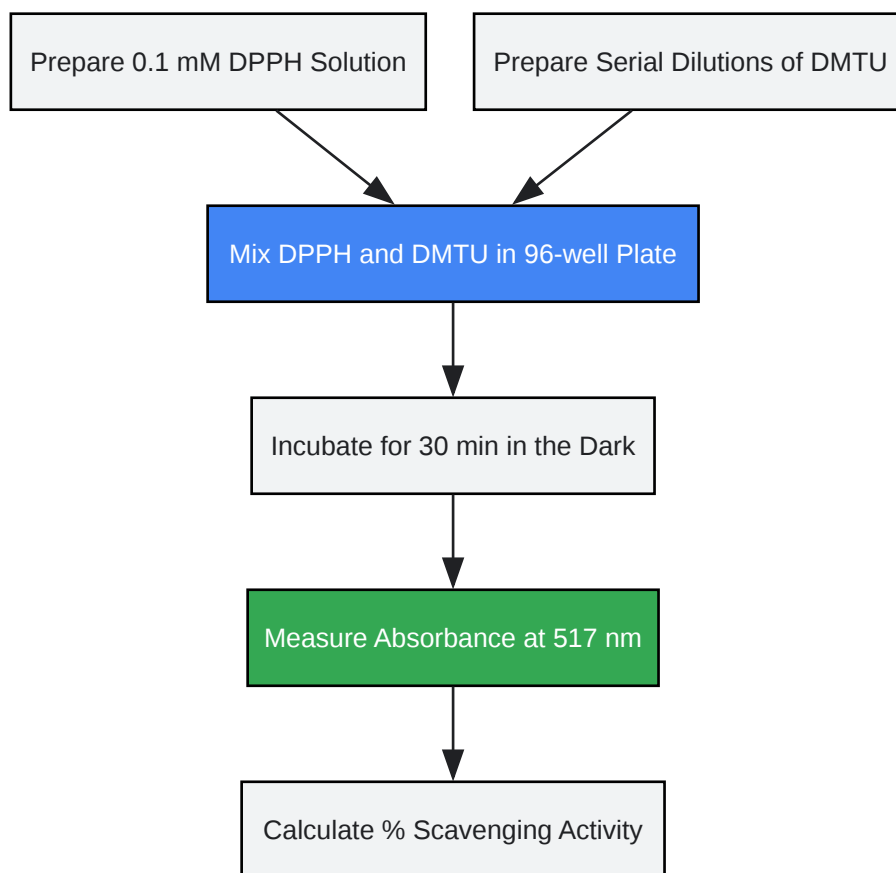 Prepare 0.1 mM DPPH Solution
Prepare Serial Dilutions of DMTU
Mix DPPH and DMTU in 96-well Plate
Incubate for 30 min in the Dark
Measure Absorbance at 517 nm
Calculate % Scavenging Activity